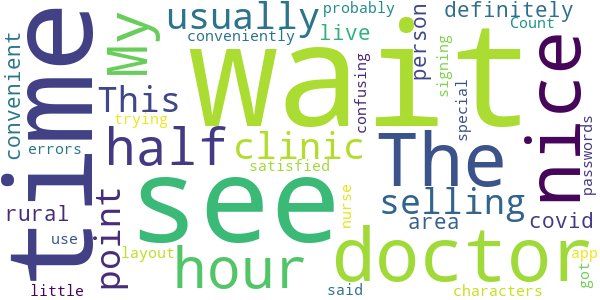 time
wait
see
nice
The
doctor
hour
half
clinic
My
usually
point
selling
This
definitely
live
person
area
covid
rural
convenient
probably
conveniently
Count
signing
confusing
special
trying
errors
satisfied
passwords
nurse
use
layout
app
got
little
said
characters